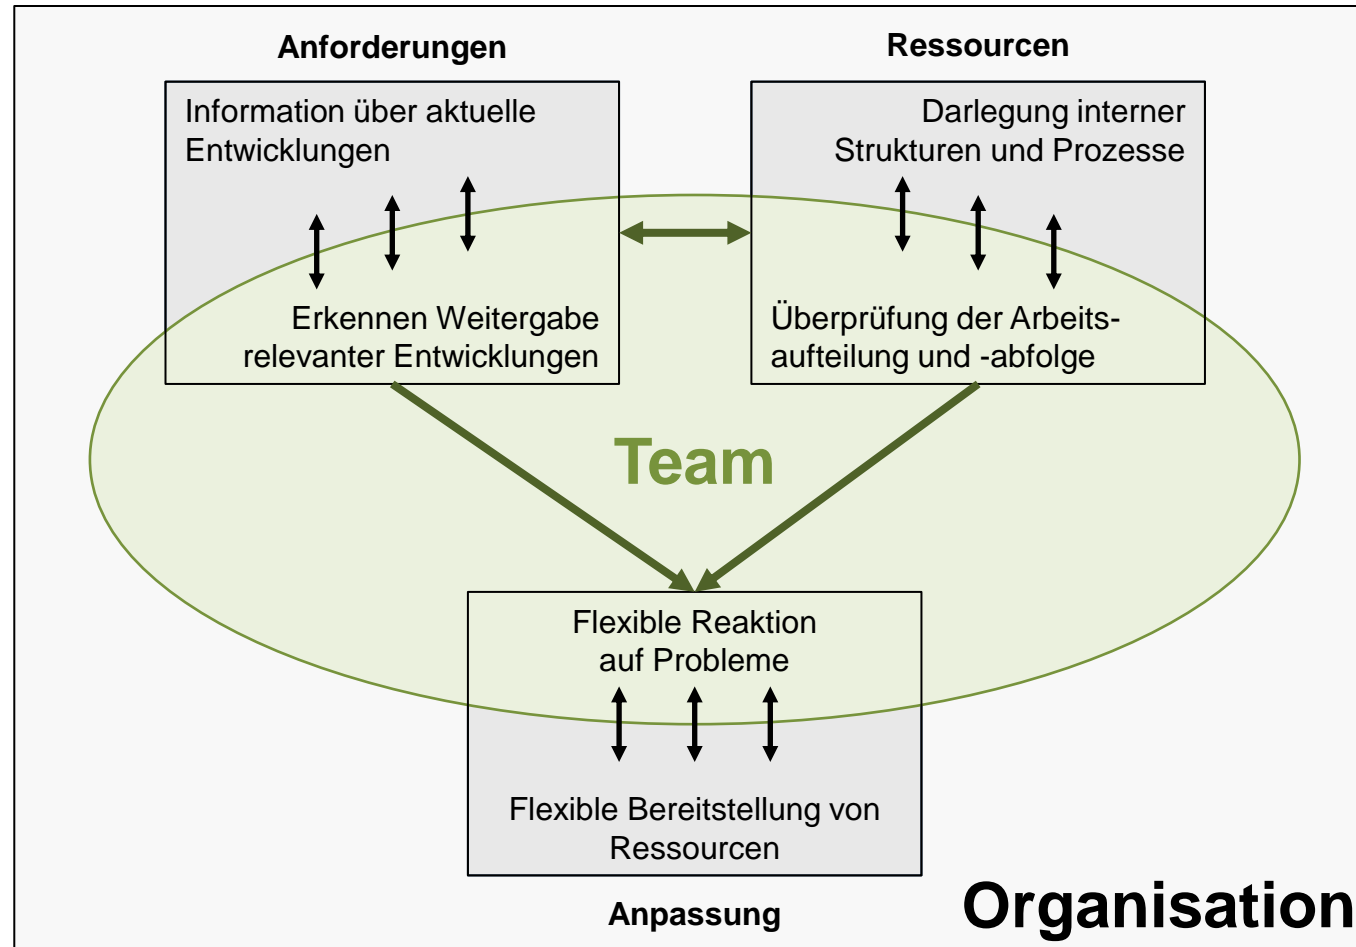 Anforderungen
Information über aktuelle
Entwicklungen
Erkennen Weitergabe
relevanter Entwicklungen
Ressourcen
Darlegung interner
Strukturen und Prozesse
Überprüfung der Arbeits-
aufteilung und -abfolge
Team
Flexible Reaktion
auf Probleme
Flexible Bereitstellung von
Ressourcen
Anpassung
Organisation